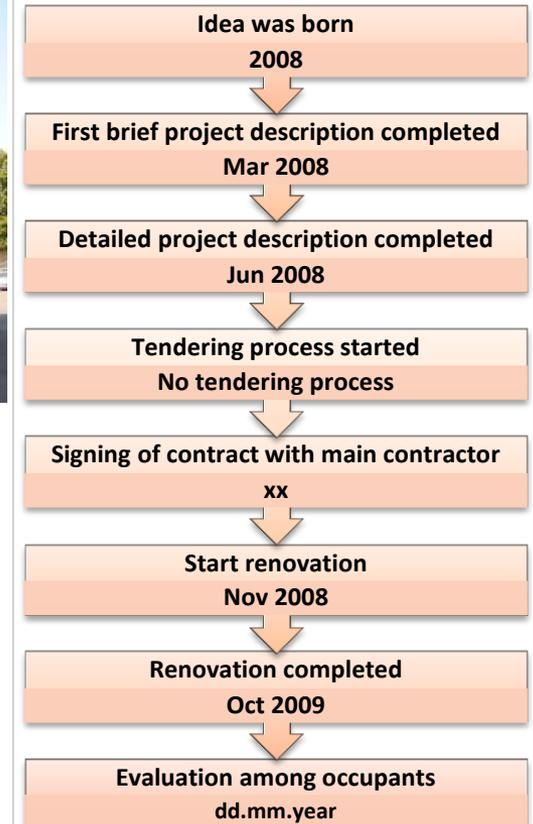 Idea was born
2008
First brief project description completed
Mar 2008
Detailed project description completed
Jun 2008
Tendering process started
No tendering process
Signing of contract with main contractor
xx
Start renovation
Nov 2008
Renovation completed
Oct 2009
Evaluation among occupants
dd.mm.year